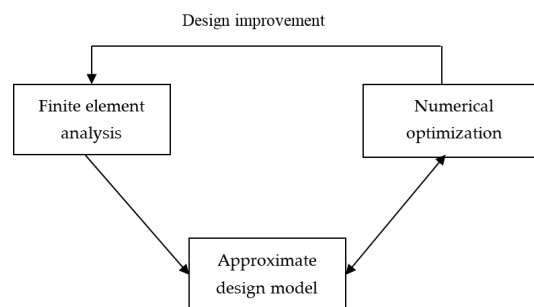 Design improvement
Finite element
analysis
Numerical
optimization
Approximate
design model